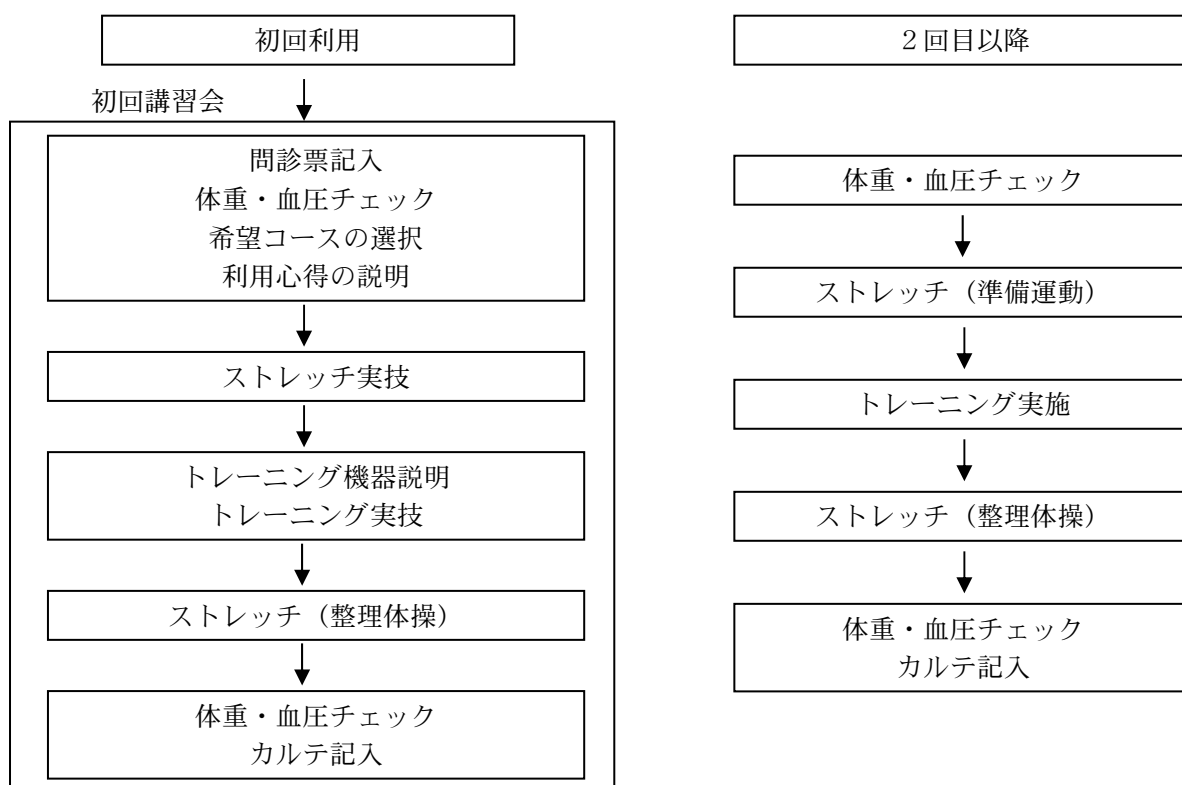 初回利用
初回講習会
問診票記入
体重・血圧チェック
希望コースの選択
利用心得の説明
ストレッチ実技
トレーニング機器説明
トレーニング実技
ストレッチ（整理体操）
体重・血圧チェック
カルテ記入
２回目以降
体重・血圧チェック
ストレッチ（準備運動）
トレーニング実施
ストレッチ（整理体操）
体重・血圧チェック
カルテ記入